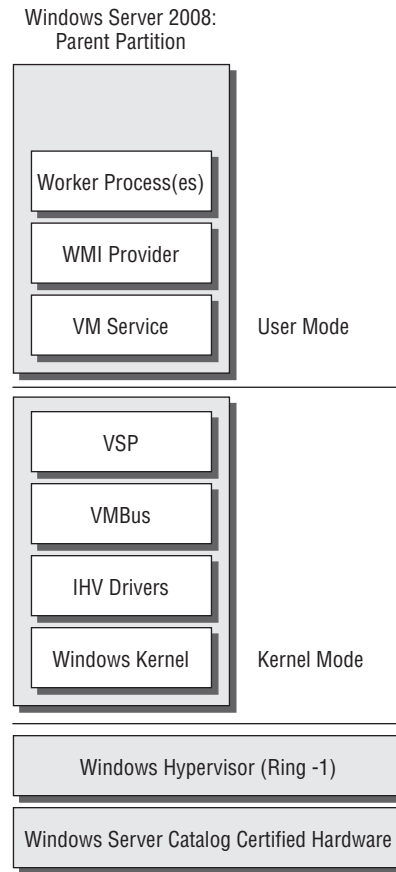 Windows Server 2008:
Parent Partition
Worker Process(es)
WMI Provider
VM Service
User Mode
VSP
VMBus
IHV Drivers
Windows Kernel
Kernel Mode
Windows Hypervisor (Ring -1)
Windows Server Catalog Certified Hardware